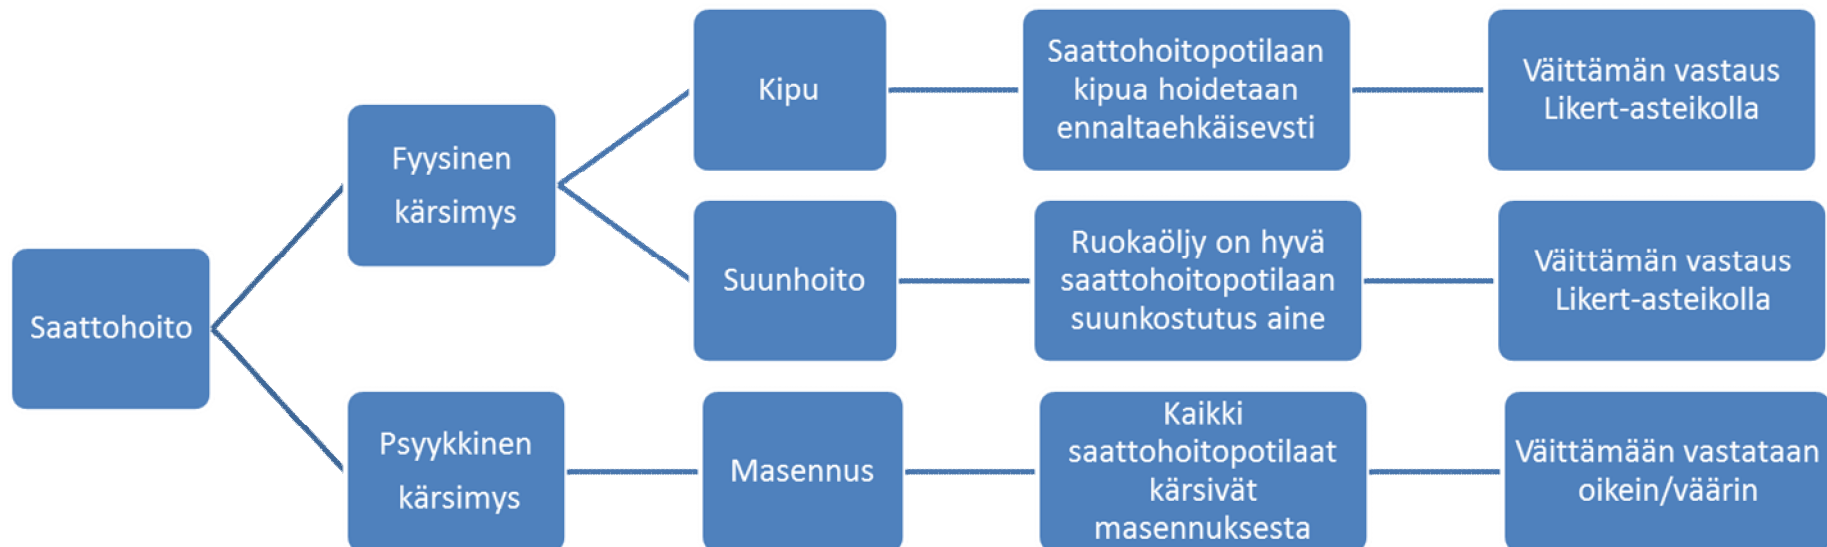 Saattohoito
Fyysinen
kärsimys
Kipu
Saattohoitopotilaan
kipua hoidetaan
ennaltaehkäisevsti
Väittämän vastaus
Likert-asteikolla
Suunhoito
Ruokaöljy on hyvä
saattohoitopotilaan
suunkostutus aine
Väittämän vastaus
Likert-asteikolla
Psyykkinen
kärsimys
Masennus
Kaikki
saattohoitopotilaat
kärsivät
masennuksesta
Väittämään vastataan
oikein/väärin